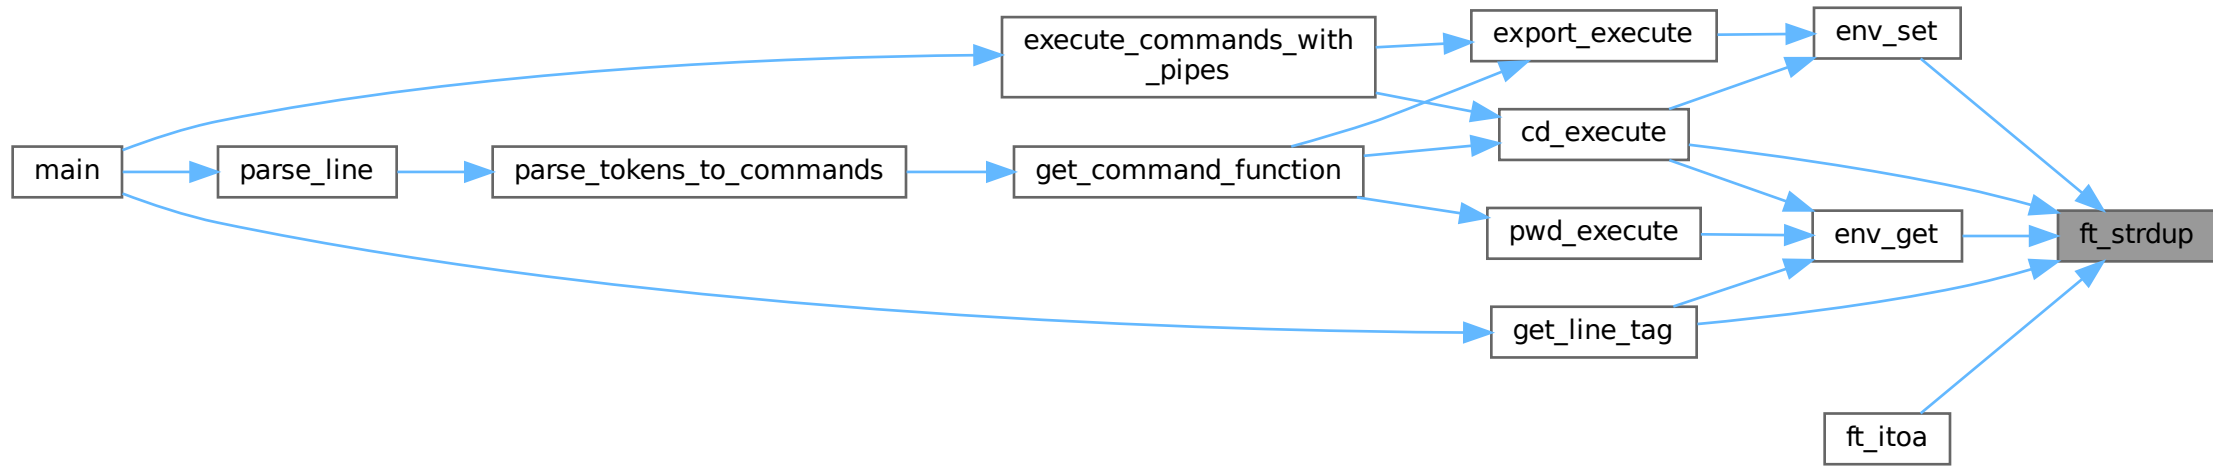 main
parse_line
parse_tokens_to_commands
execute_commands_with
_pipes
get_command_function
export_execute
cd_execute
pwd_execute
get_line_tag
env_set
env_get
ft_itoa
ft_strdup